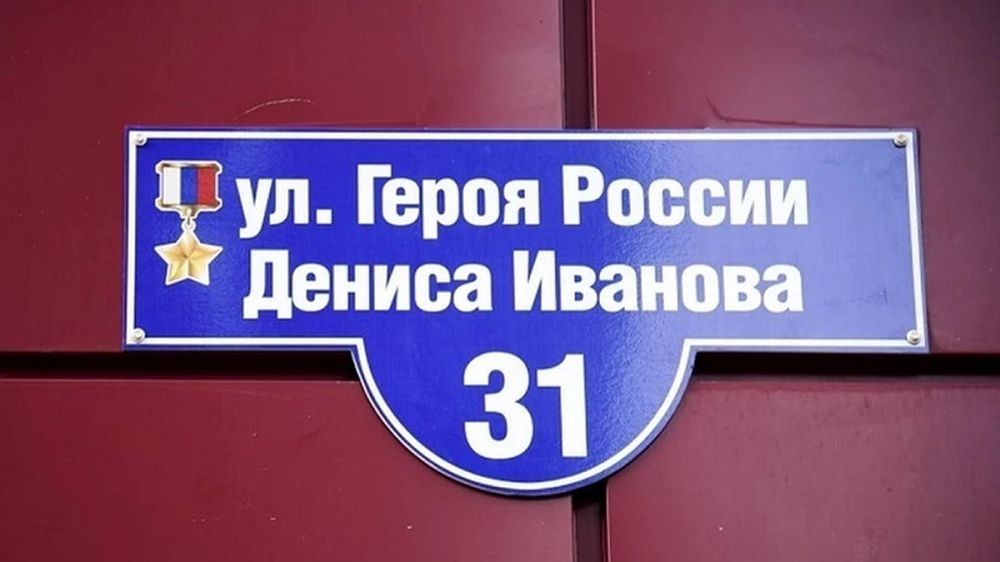 ул. Героя России
Дениса Иванова
31